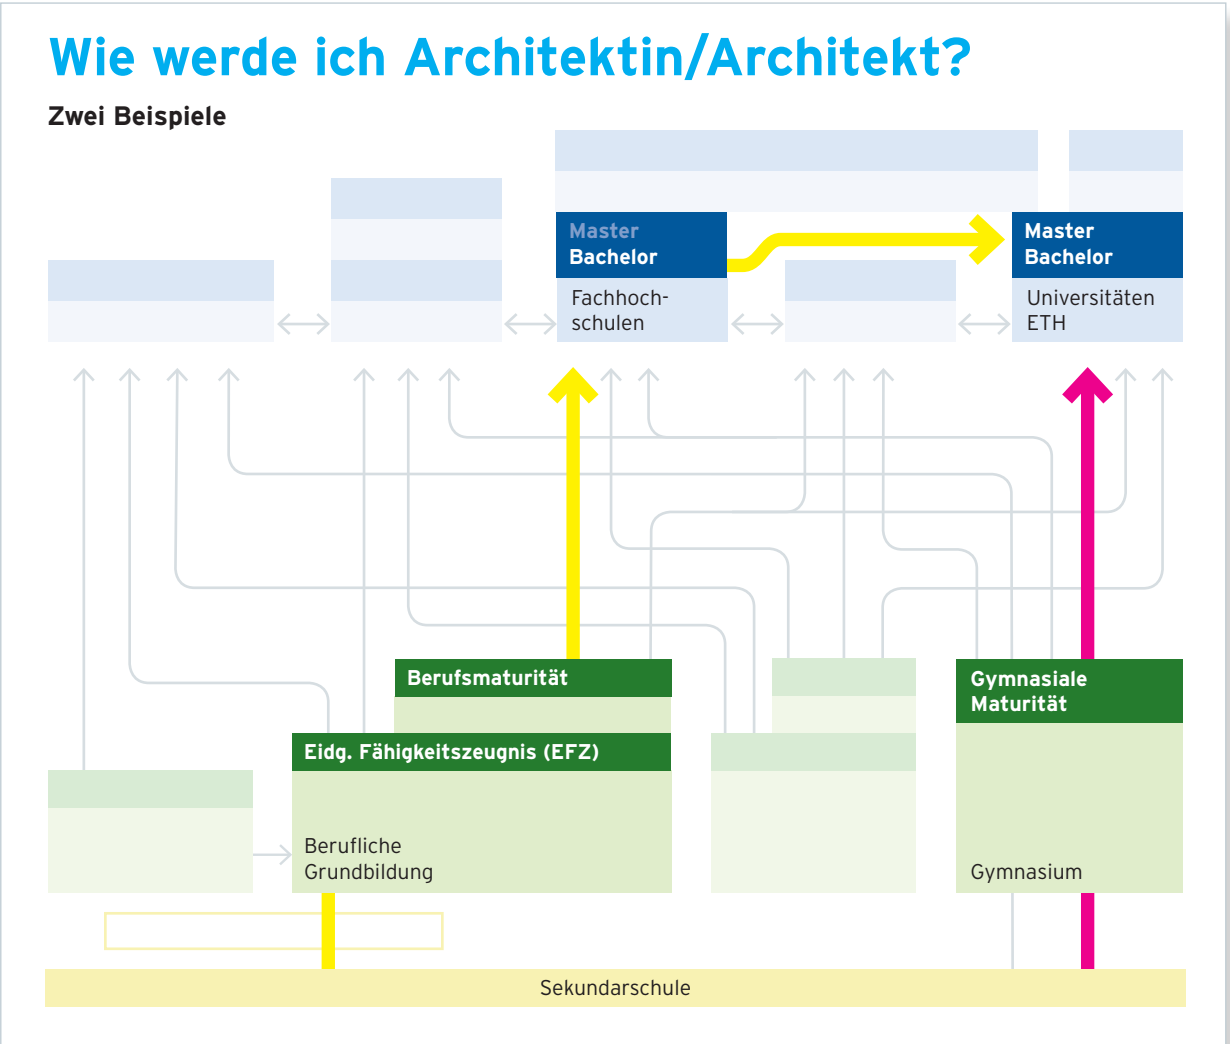 Wie werde ich Architektin/Architekt?
Zwei Beispiele
Master
Bachelor
Fachhoch-
schulen
Master
Bachelor
Universitäten
ETH
Berufsmaturität
Eidg. Fähigkeitszeugnis (EFZ)
Berufliche
Grundbildung
Gymnasiale
Maturität
Gymnasium
Sekundarschule